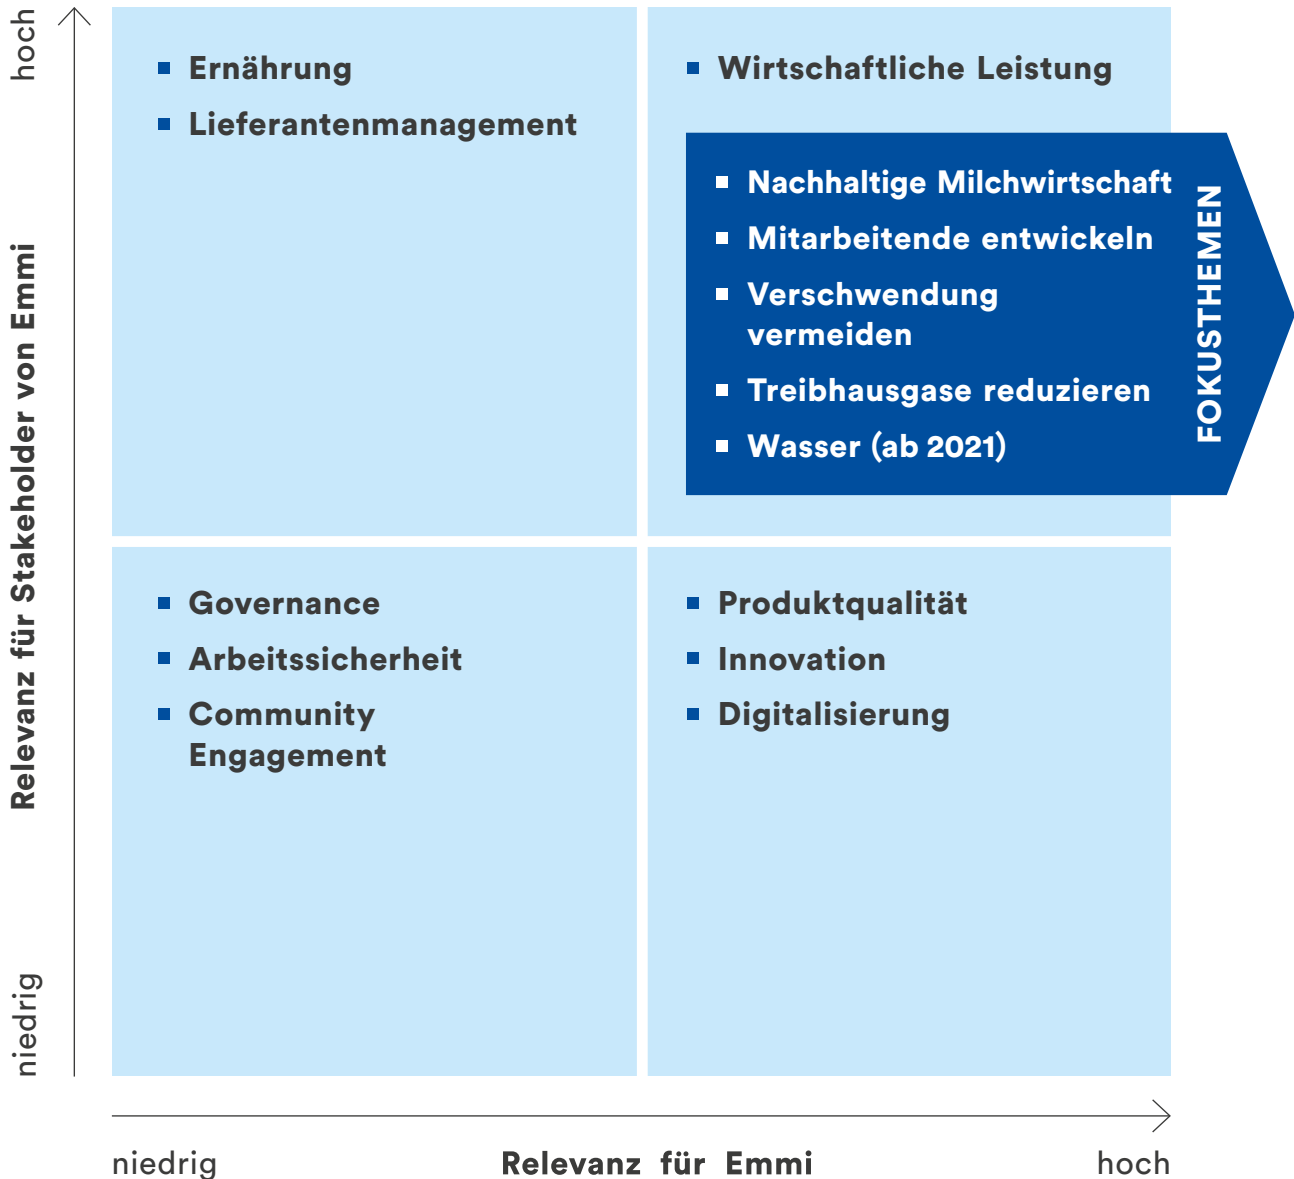 hoch
Relevanz für Stakeholder von Emmi
niedrig
Ernährung
Lieferantenmanagement
Wirtschaftliche Leistung
Nachhaltige Milchwirtschaft
Mitarbeitende entwickeln
Verschwendung
vermeiden
Treibhausgase reduzieren
Wasser (ab 2021)
FOKUSTHEMEN
Governance
Arbeitssicherheit
Community
Engagement
Produktqualität
Innovation
Digitalisierung
niedrig
Relevanz für Emmi
hoch